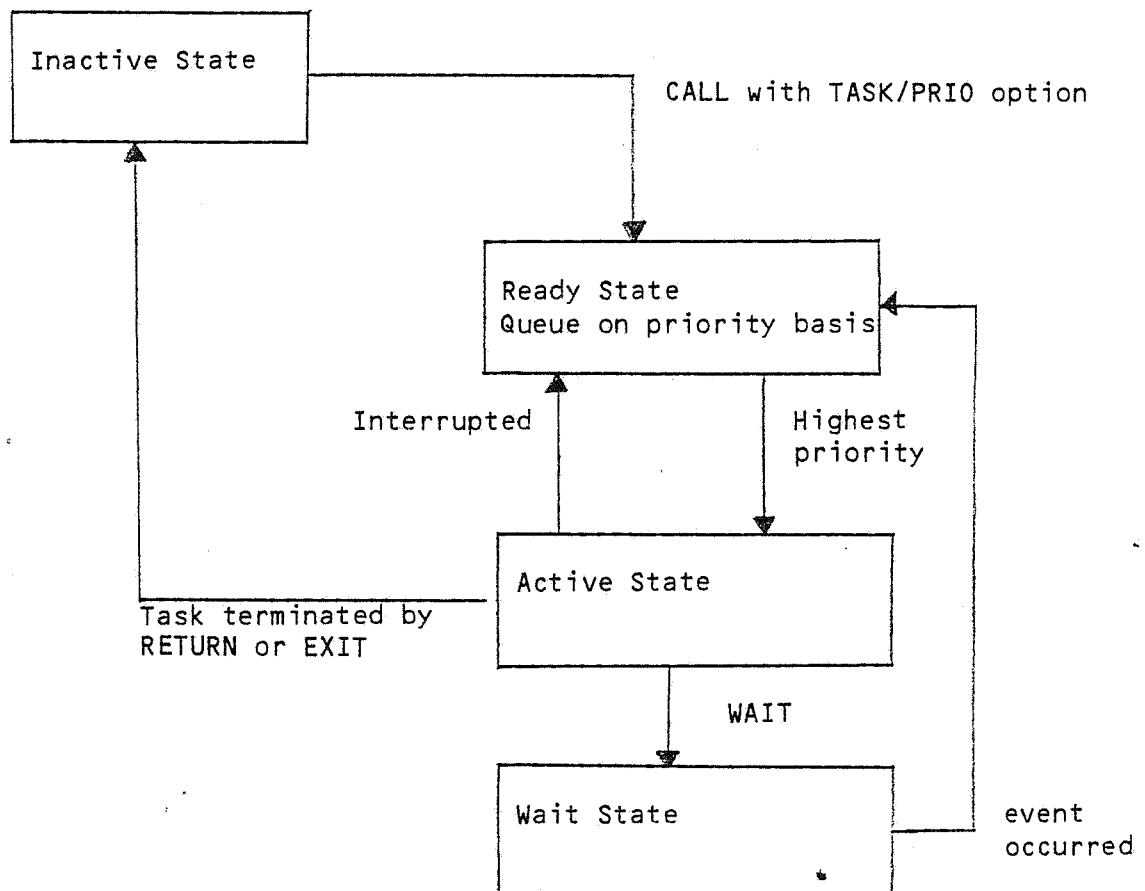 Inactive State
CALL with TASK/PRIO option
Ready State
Queue on priority basis
Interrupted
Highest
priority
Active State
Task terminated by
RETURN or EXIT
WAIT
Wait State
event
occurred